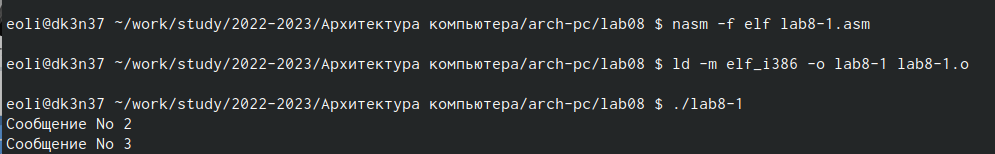 eoli@dk3n37 ~/work/study/2022-2023/Архитектура компьютера/arch-pc/lab08 $ nasm -f elf lab8-1.asm
eoli@dk3n37 ~/work/study/2022-2023/Архитектура компьютера/arch-pc/lab08 $ ld -m elf_i386 -o lab8-1 lab8-1.o
eoli@dk3n37 ~/work/study/2022-2023/Архитектура компьютера/arch-pc/lab08 $ ./lab8-1
Сообщение No 2
Сообщение No 3